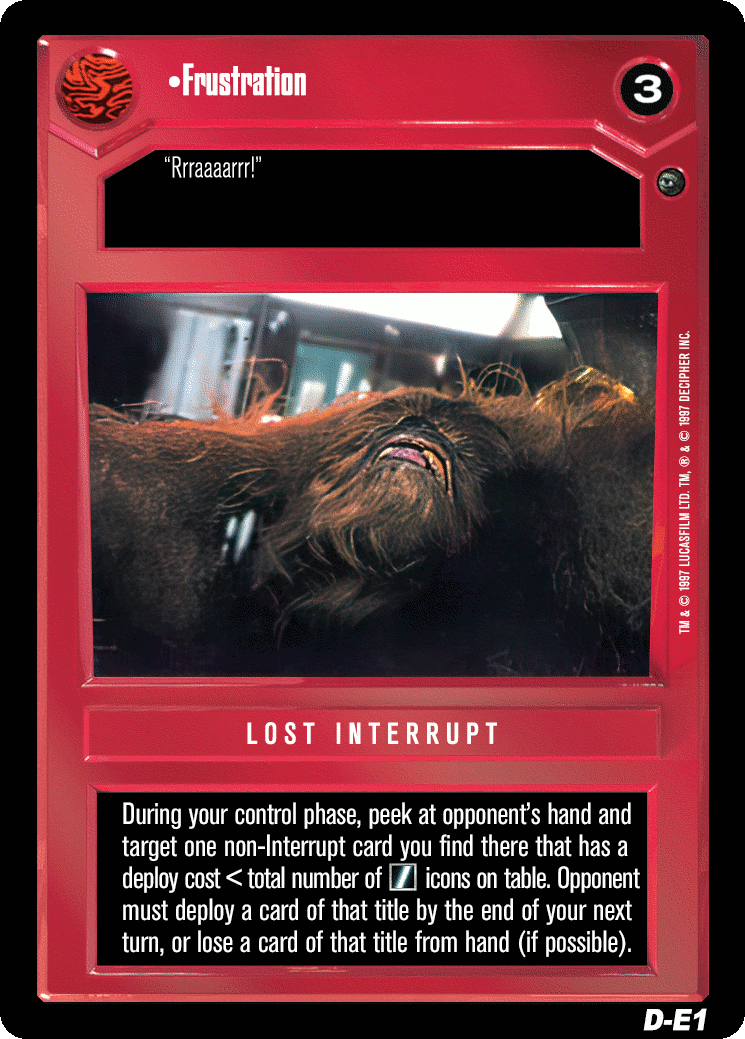 •Frustration
3
“Rrraaaarrr!”
TM & © 1997 LUCASFILM LTD. TM, ® & © 1997 DECIPHER INC.
LOST INTERRUPT
During your control phase, peek at opponent’s hand and
target one non-Interrupt card you find there that has a
deploy cost < total number of icons on table. Opponent
must deploy a card of that title by the end of your next
turn, or lose a card of that title from hand (if possible).
D-E1